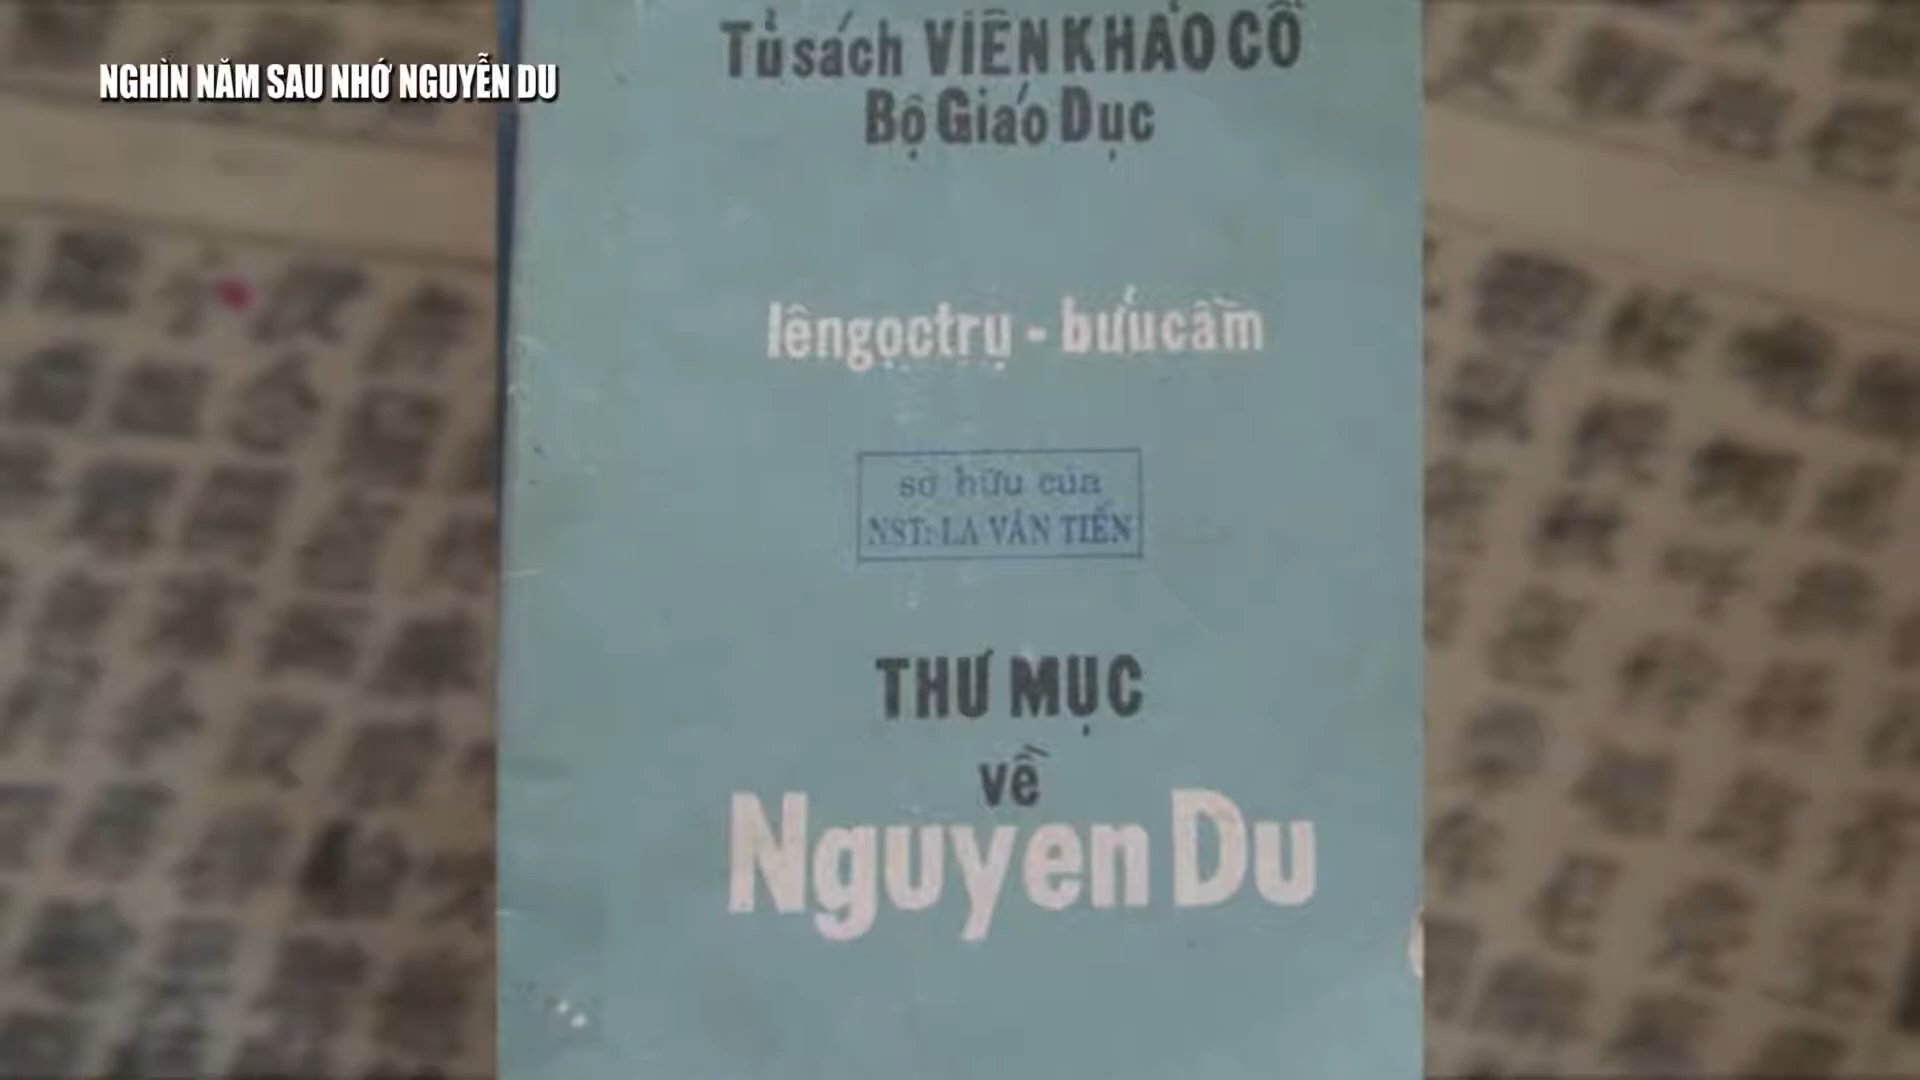 NGHÌN NĂM SAU NHỚ NGUYỄN DU
Tủ sách VIỆN KHẢO CỔ
Bộ Giáo Dục
lêngọctrụ - bửucầm
sở hữu của
NST: LA VĂN TIẾN
THƯ MỤC
về
Nguyen Du